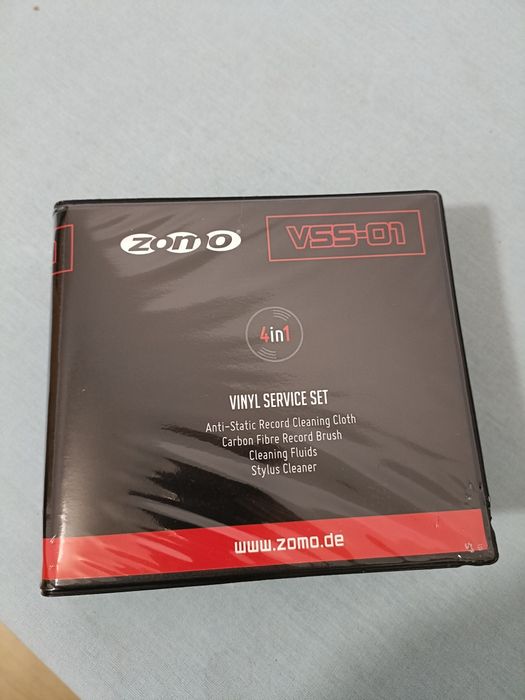 zomo
VSS-01
4in1
VINYL SERVICE SET
Anti-Static Record Cleaning Cloth
Carbon Fibre Record Brush
Cleaning Fluids
Stylus Cleaner
www.zomo.de